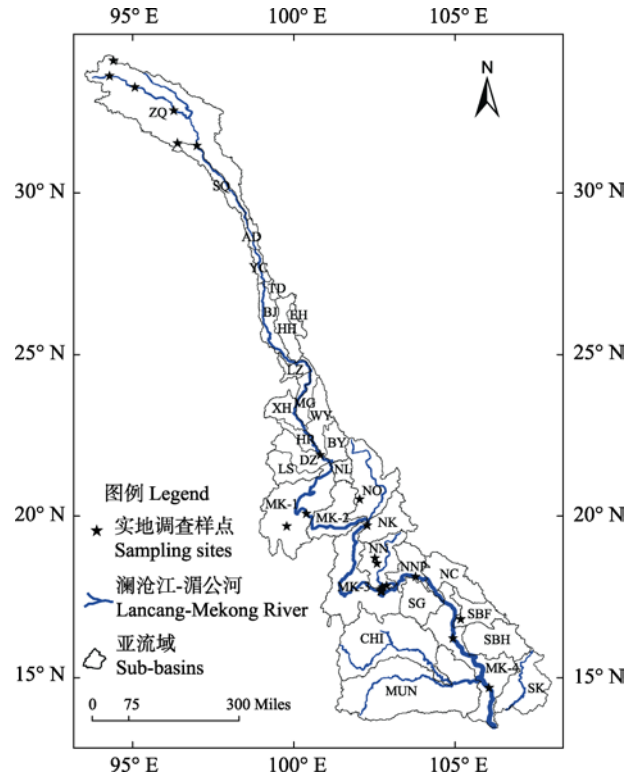 95° E
100° E
105° E
N
ZQ
30° N
30° N
SQ
AD
YC
TD
BJ
EH
HH
25° N
25° N
LZ
XH
MG
WY
HR
BY
DZ
LS
NL
图例 Legend
NO
MK-1
20° N
实地调查样点
MK-2
NK
20° N
Sampling sites
NN
NNP
NC
澜沧江-湄公河
MK-3
Lancang-Mekong River
SG
SBF
CHI
SBH
亚流域
MK-4
15° N
Sub-basins
15° N
MUN
SK
0 75 300 Miles
95° E
100° E
105° E